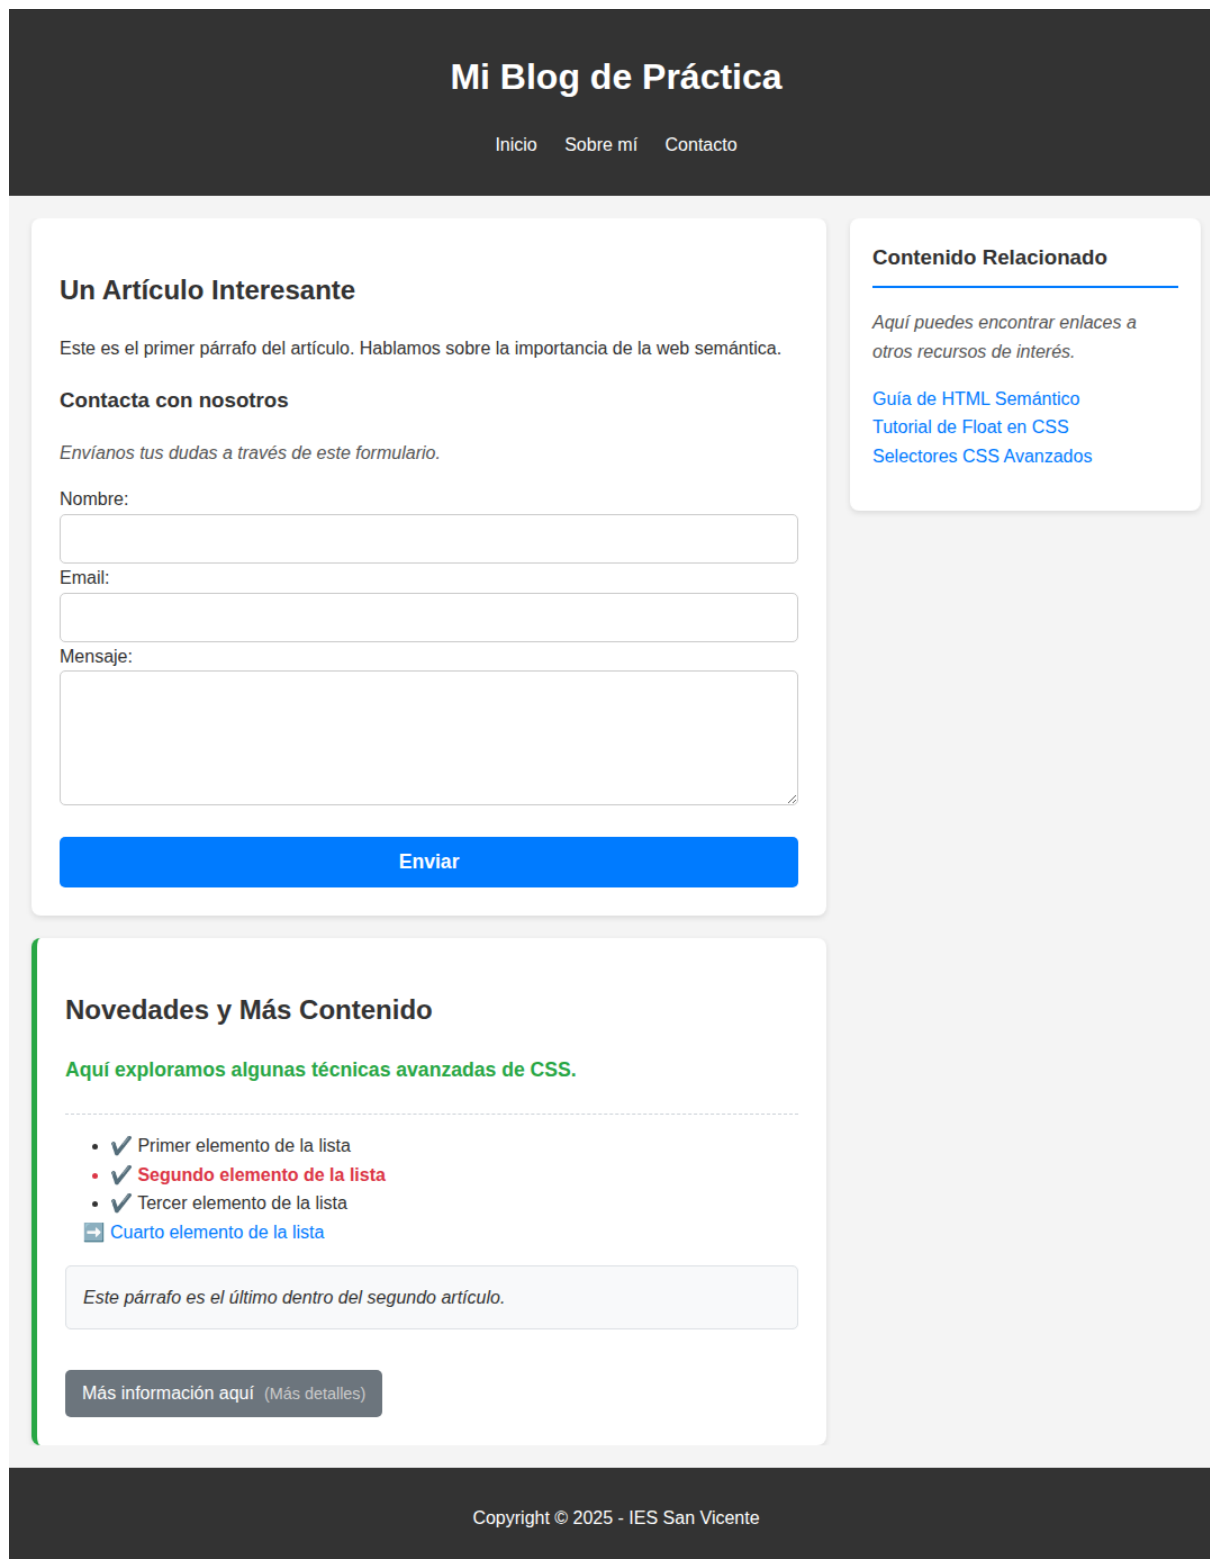 Mi Blog de Práctica
Inicio Sobre mí Contacto
Un Artículo Interesante
Este es el primer párrafo del artículo. Hablamos sobre la importancia de la web semántica.
Contacta con nosotros
Envíanos tus dudas a través de este formulario.
Nombre:
Email:
Mensaje:
Enviar
Novedades y Más Contenido
Aquí exploramos algunas técnicas avanzadas de CSS.
• ✔️ Primer elemento de la lista
• ✔️ Segundo elemento de la lista
• ✔️ Tercer elemento de la lista
➡️ Cuarto elemento de la lista
Este párrafo es el último dentro del segundo artículo.
Más información aquí (Más detalles)
Contenido Relacionado
Aquí puedes encontrar enlaces a
otros recursos de interés.
Guía de HTML Semántico
Tutorial de Float en CSS
Selectores CSS Avanzados
Copyright © 2025 - IES San Vicente